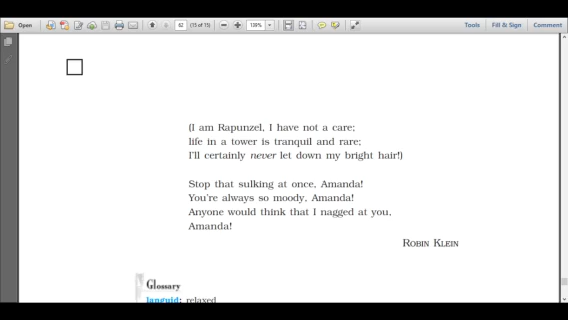 Open
62
(15 of 15)
139%
Tools
Fill & Sign
Comment
(I am Rapunzel, I have not a care;
life in a tower is tranquil and rare;
I'll certainly never let down my bright hair!)
Stop that sulking at once, Amanda!
You're always so moody, Amanda!
Anyone would think that I nagged at you,
Amanda!
ROBIN KLEIN
Glossary
languid: relaxed